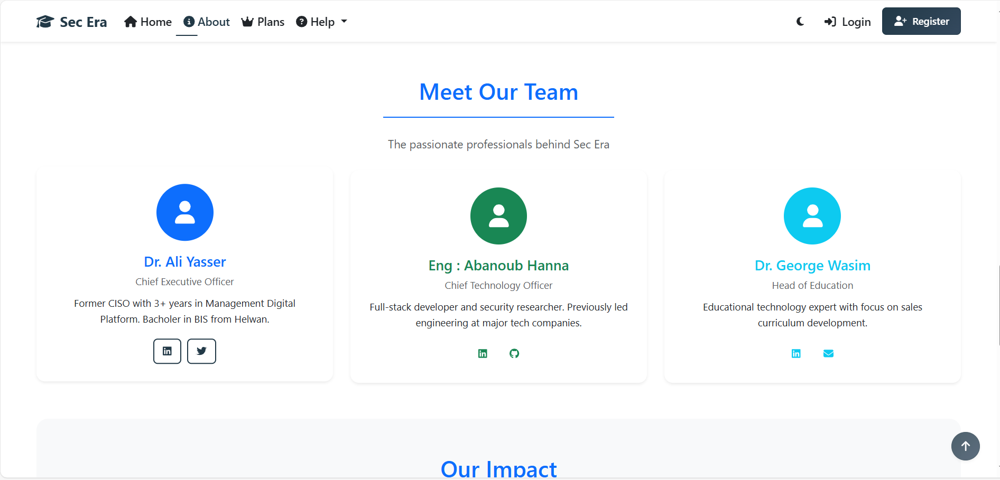 Sec Era
Home
About
Plans
Help
Login
Register
Meet Our Team
The passionate professionals behind Sec Era
Dr. Ali Yasser
Chief Executive Officer
Former CISO with 3+ years in Management Digital
Platform. Bacholer in BIS from Helwan.
Eng : Abanoub Hanna
Chief Technology Officer
Full-stack developer and security researcher. Previously led
engineering at major tech companies.
Dr. George Wasim
Head of Education
Educational technology expert with focus on sales
curriculum development.
Our Impact